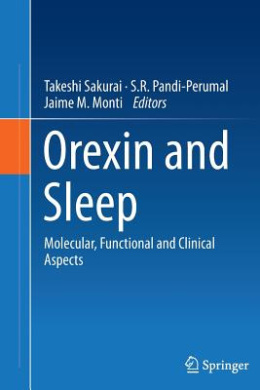 Takeshi Sakurai · S.R. Pandi-Perumal
Jaime M. Monti Editors
Orexin and
Sleep
Molecular, Functional and Clinical
Aspects
Springer